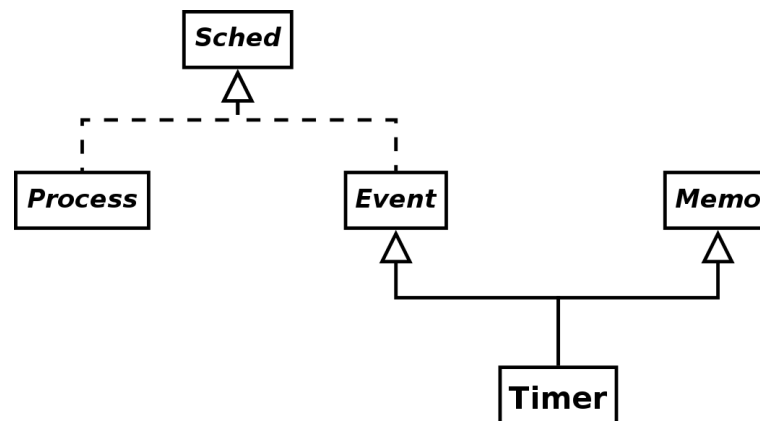 Sched
Process
Event
Memo
Timer